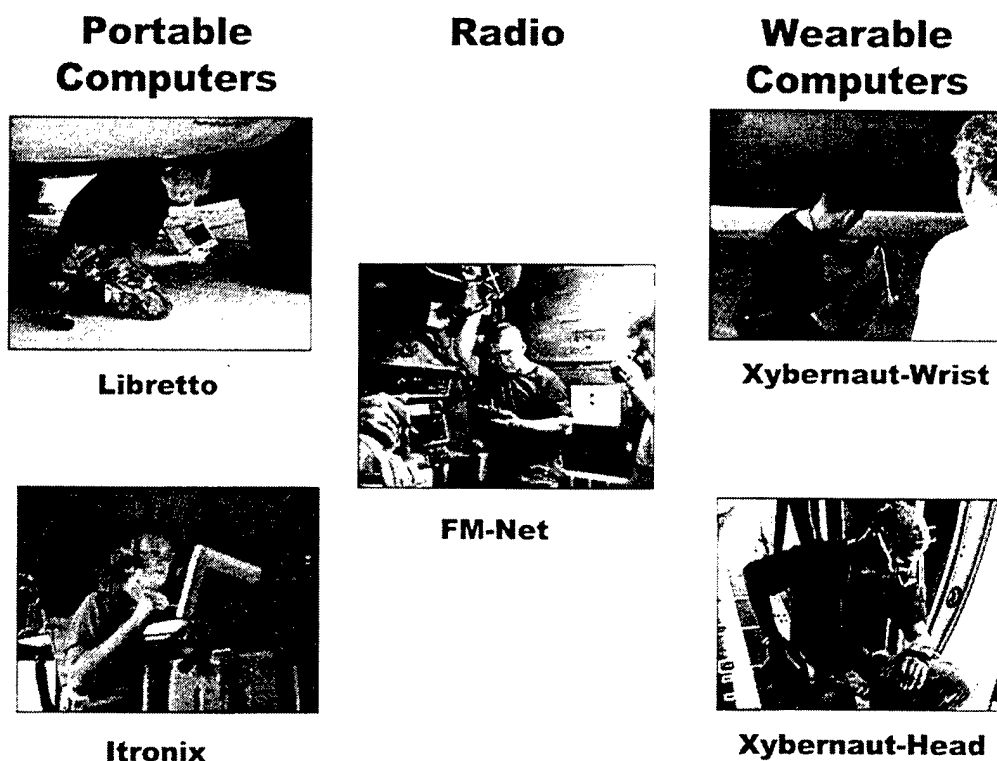 Portable
Computers
Radio
Wearable
Computers
Libretto
Xybernaut-Wrist
FM-Net
Itronix
Xybernaut-Head